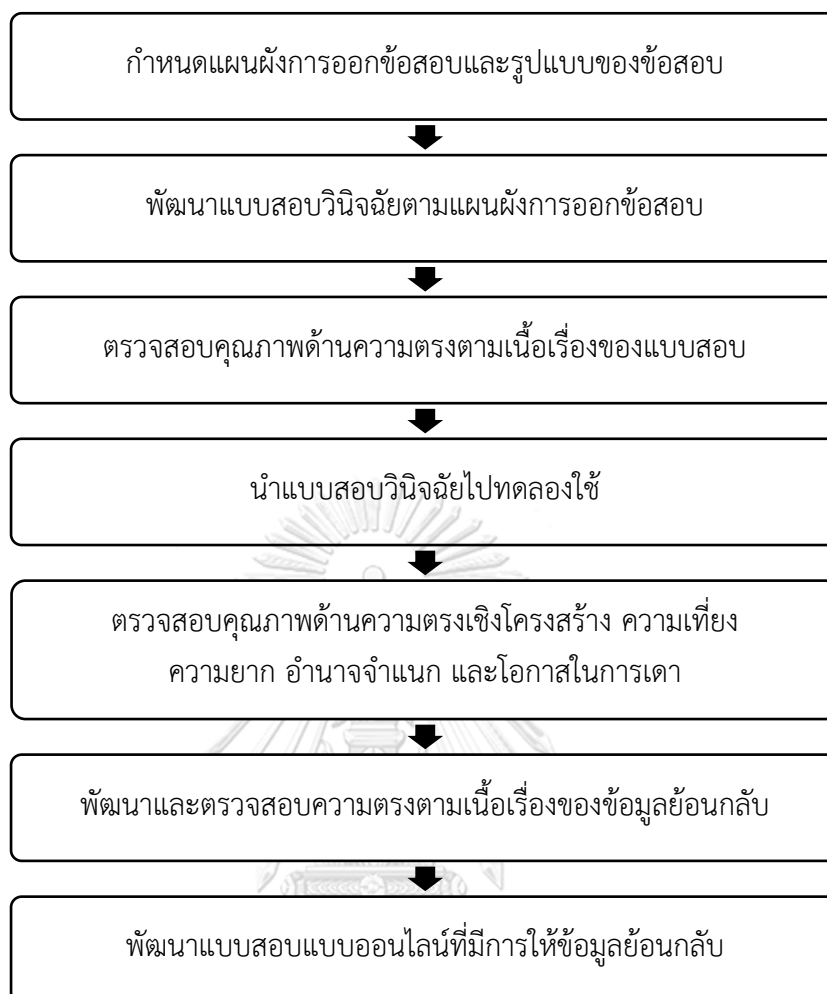 กำหนดแผนผังการออกข้อสอบและรูปแบบของข้อสอบ
พัฒนาแบบสอบวินิจฉัยตามแผนผังการออกข้อสอบ
ตรวจสอบคุณภาพด้านความตรงตามเนื้อเรื่องของแบบสอบ
นำแบบสอบวินิจฉัยไปทดลองใช้
ตรวจสอบคุณภาพด้านความตรงเชิงโครงสร้าง ความเที่ยง
ความยาก อำนาจจำแนก และโอกาสในการเดา
พัฒนาและตรวจสอบความตรงตามเนื้อเรื่องของข้อมูลย้อนกลับ
พัฒนาแบบสอบแบบออนไลน์ที่มีการให้ข้อมูลย้อนกลับ